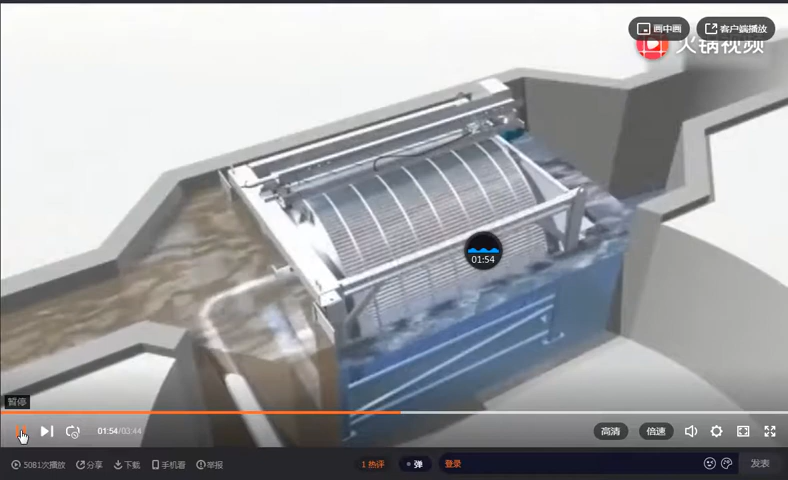 画中画
客户端播放
火锅视频
01:54
暂停
01:54/03:44
高清
倍速
5081次播放
分享
下载
手机看
举报
1 热评
弹
登录
发表